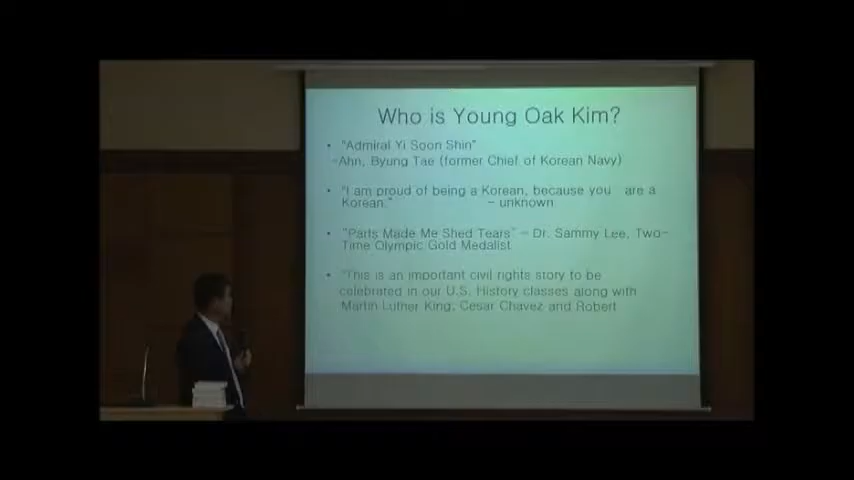 Who is Young Oak Kim?
• "Admiral Yi Soon Shin"
-Ahn, Byung Tae (former Chief of Korean Navy)
• "I am proud of being a Korean, because you are a
Korean." - unknown
• "Parts Made Me Shed Tears" - Dr. Sammy Lee, Two-
Time Olympic Gold Medalist
• "This is an important civil rights story to be
celebrated in our U.S. History classes along with
Martin Luther King, Cesar Chavez and Robert